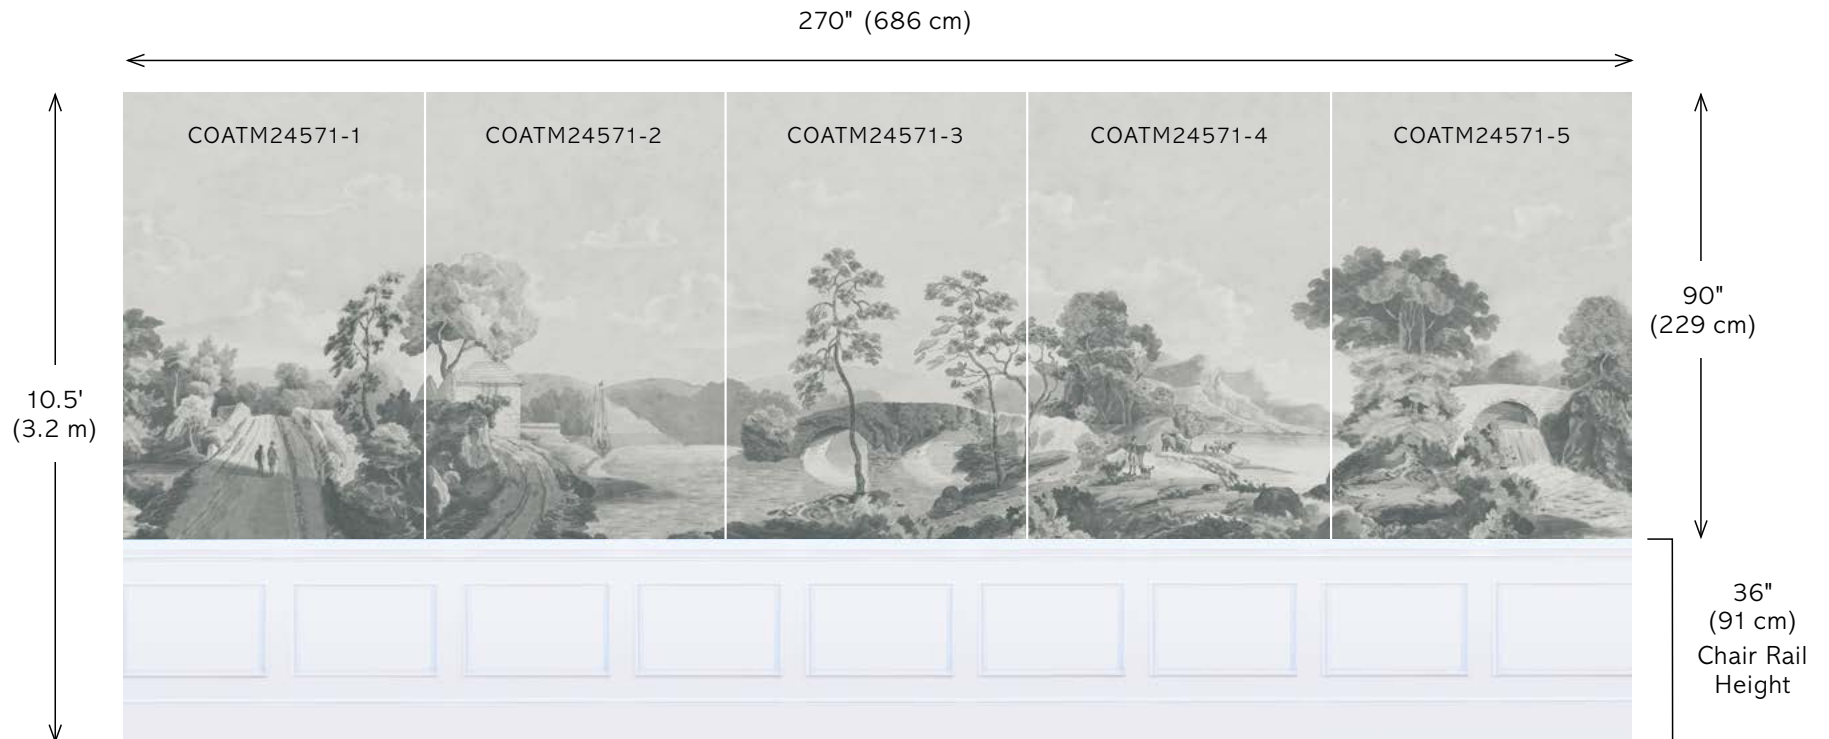 270" (686 cm)
COATM24571-1
COATM24571-2
COATM24571-3
COATM24571-4
COATM24571-5
90"
(229 cm)
10.5'
(3.2 m)
36"
(91 cm)
Chair Rail
Height